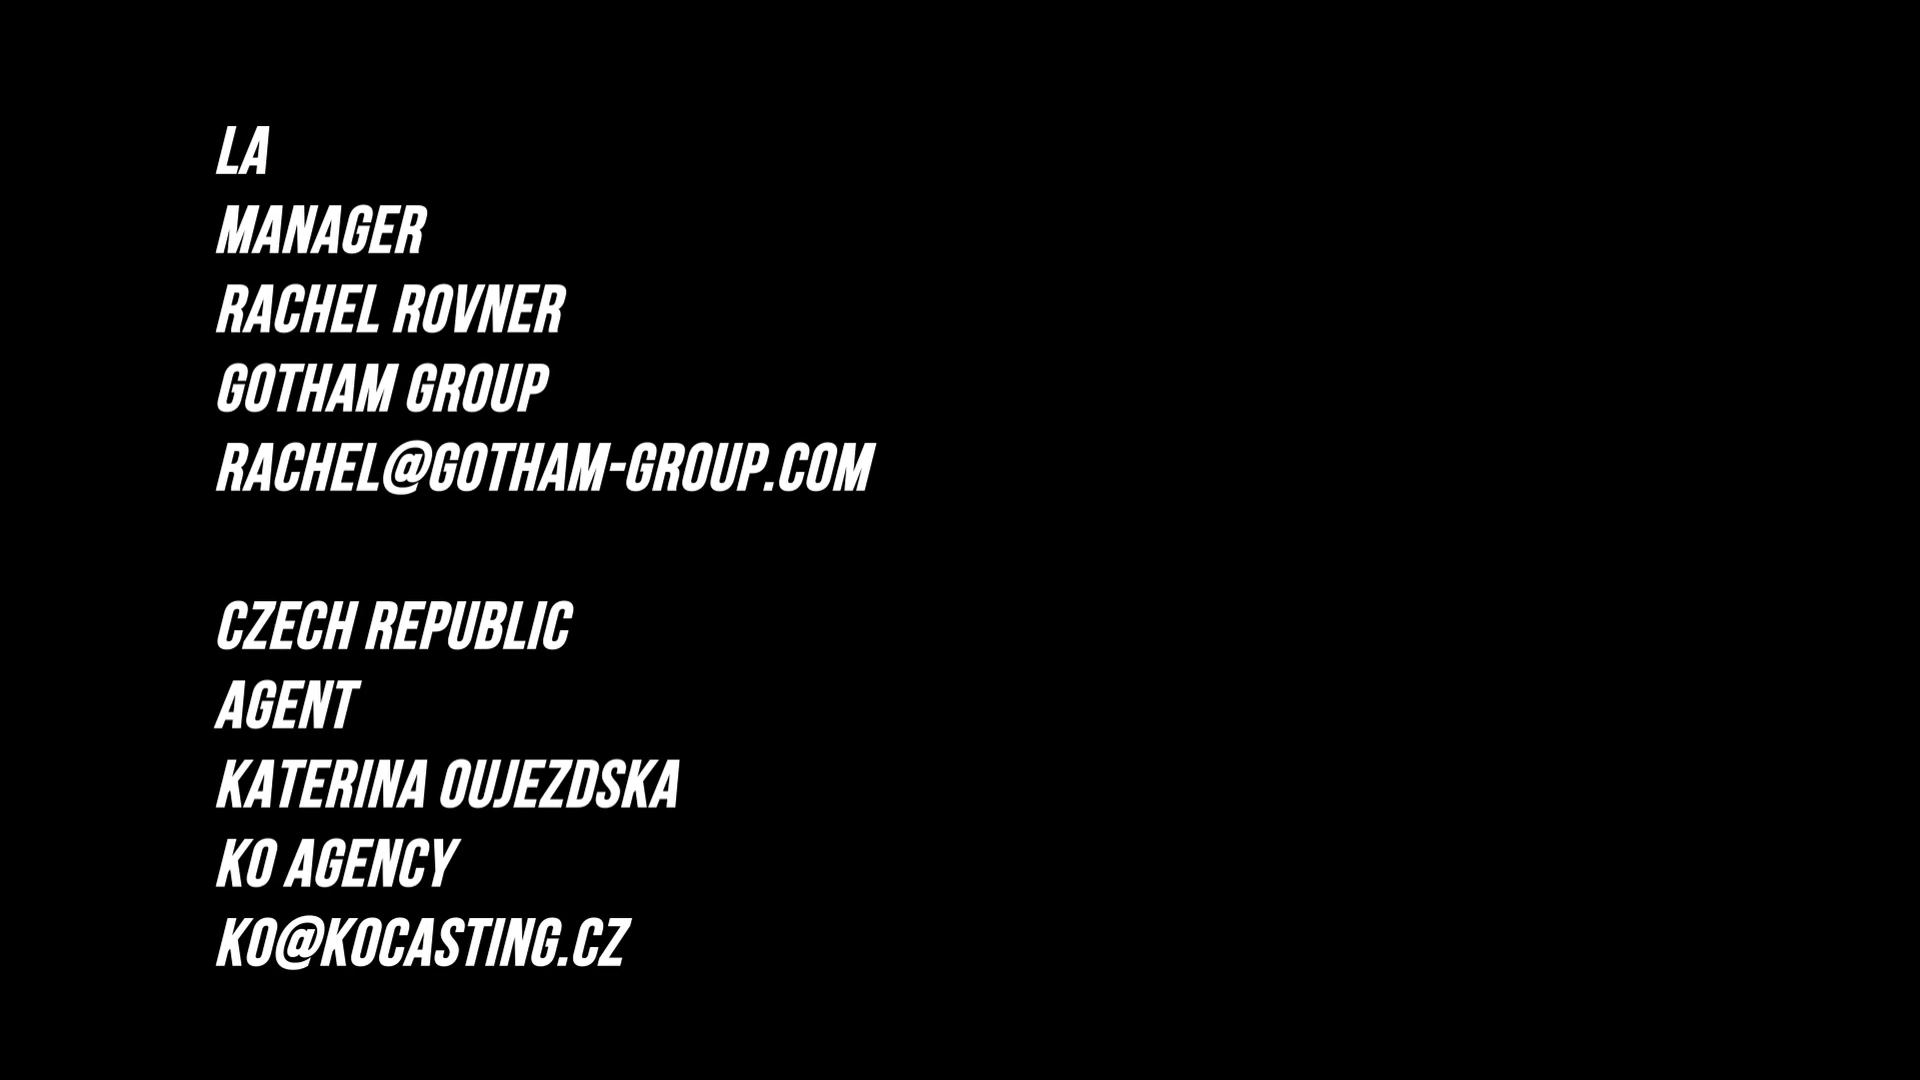 LA
MANAGER
RACHEL ROVNER
GOTHAM GROUP
RACHEL@GOTHAM-GROUP.COM
CZECH REPUBLIC
AGENT
KATERINA OUJEZDSKA
KO AGENCY
KO@KOCASTING.CZ